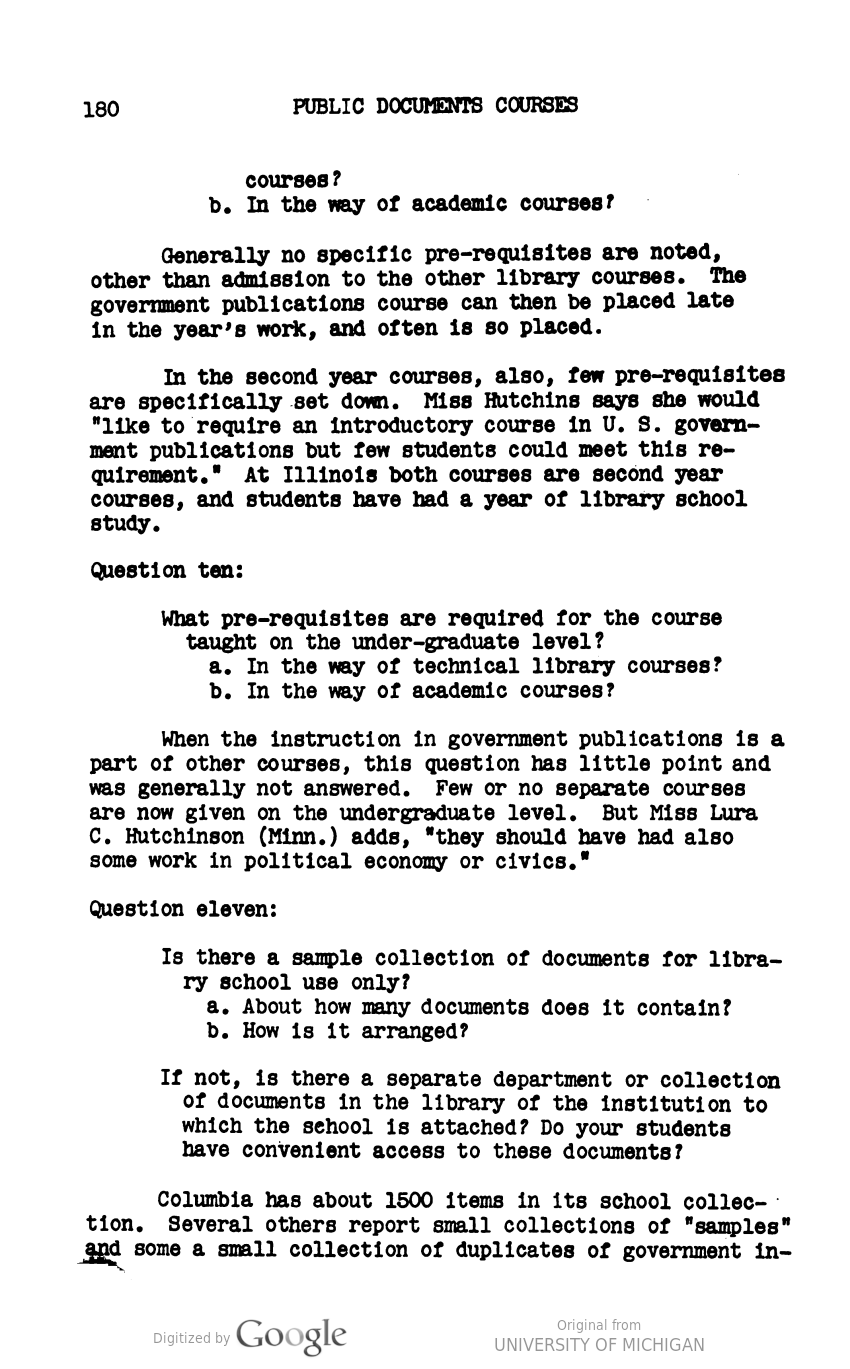 180 PUBLIC DOCUMENTS COURSES
courses?
b. In the way of academic courses?
Generally no specific pre-requisites are noted,
other than admission to the other library courses. The
government publications course can then be placed late
in the year's work, and often is so placed.
In the second year courses, also, few pre-requisites
are specifically set down. Miss Hutchins says she would
"like to require an introductory course in U. S. govern-
ment publications but few students could meet this re-
quirement." At Illinois both courses are second year
courses, and students have had a year of library school
study.
Question ten:
What pre-requisites are required for the course
taught on the under-graduate level?
a. In the way of technical library courses?
b. In the way of academic courses?
When the instruction in government publications is a
part of other courses, this question has little point and
was generally not answered. Few or no separate courses
are now given on the undergraduate level. But Miss Lura
C. Hutchinson (Minn.) adds, "they should have had also
some work in political economy or civics."
Question eleven:
Is there a sample collection of documents for libra-
ry school use only?
a. About how many documents does it contain?
b. How is it arranged?
If not, is there a separate department or collection
of documents in the library of the institution to
which the school is attached? Do your students
have convenient access to these documents?
Columbia has about 1500 items in its school collec-
tion. Several others report small collections of "samples"
and some a small collection of duplicates of government in-
Digitized by Google
Original from
UNIVERSITY OF MICHIGAN